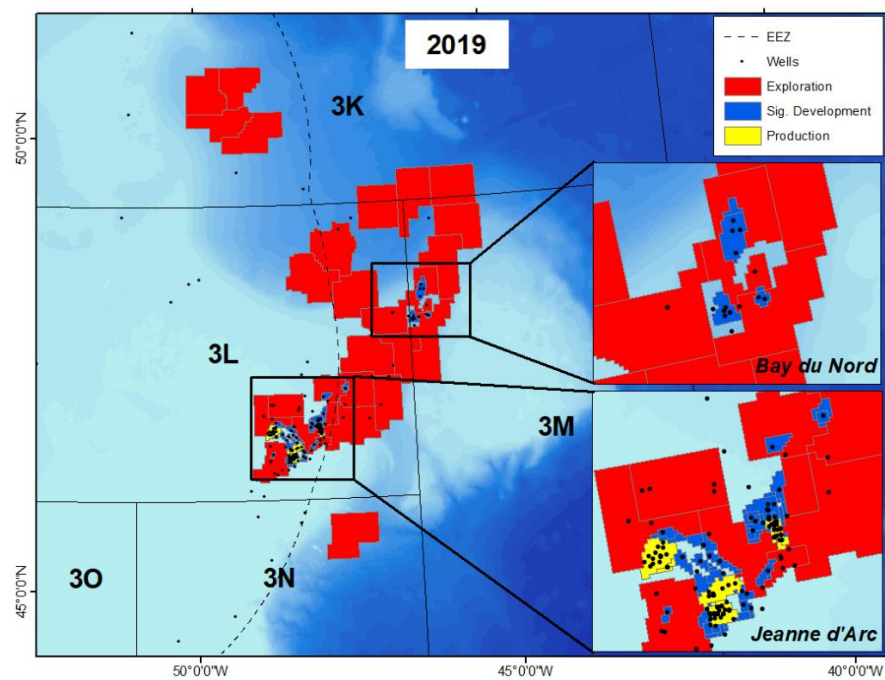 2019
EEZ
Wells
Exploration
Sig. Development
Production
3K
50°0'0"N
3L
Bay du Nord
3M
3O
3N
45°0'0"N
Jeanne d'Arc
50°0'0"W
45°0'0"W
40°0'0"W